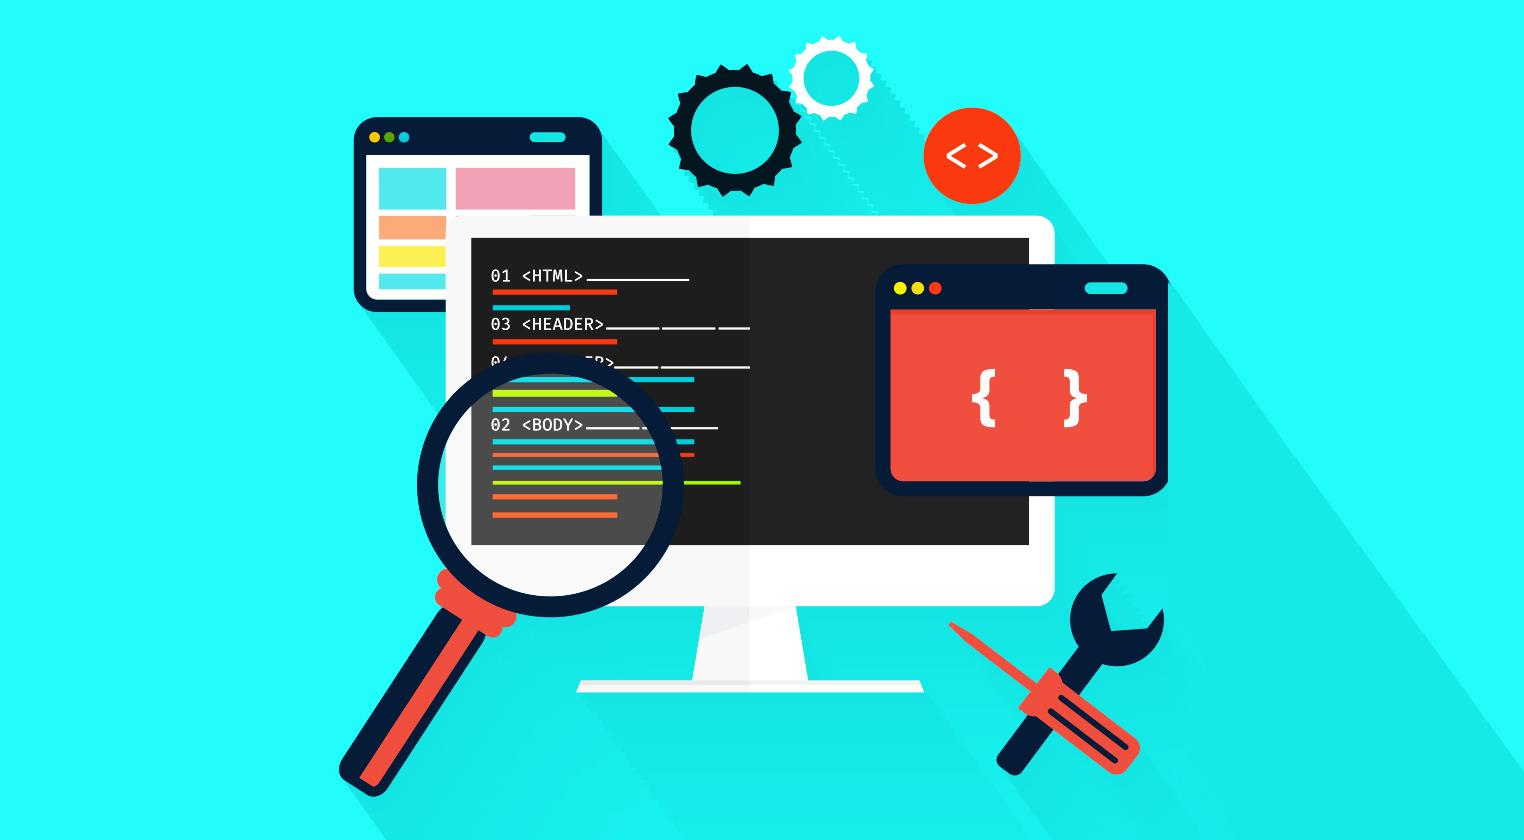 < >
01 <HTML>
03 <HEADER>
02 <BODY>
{ }